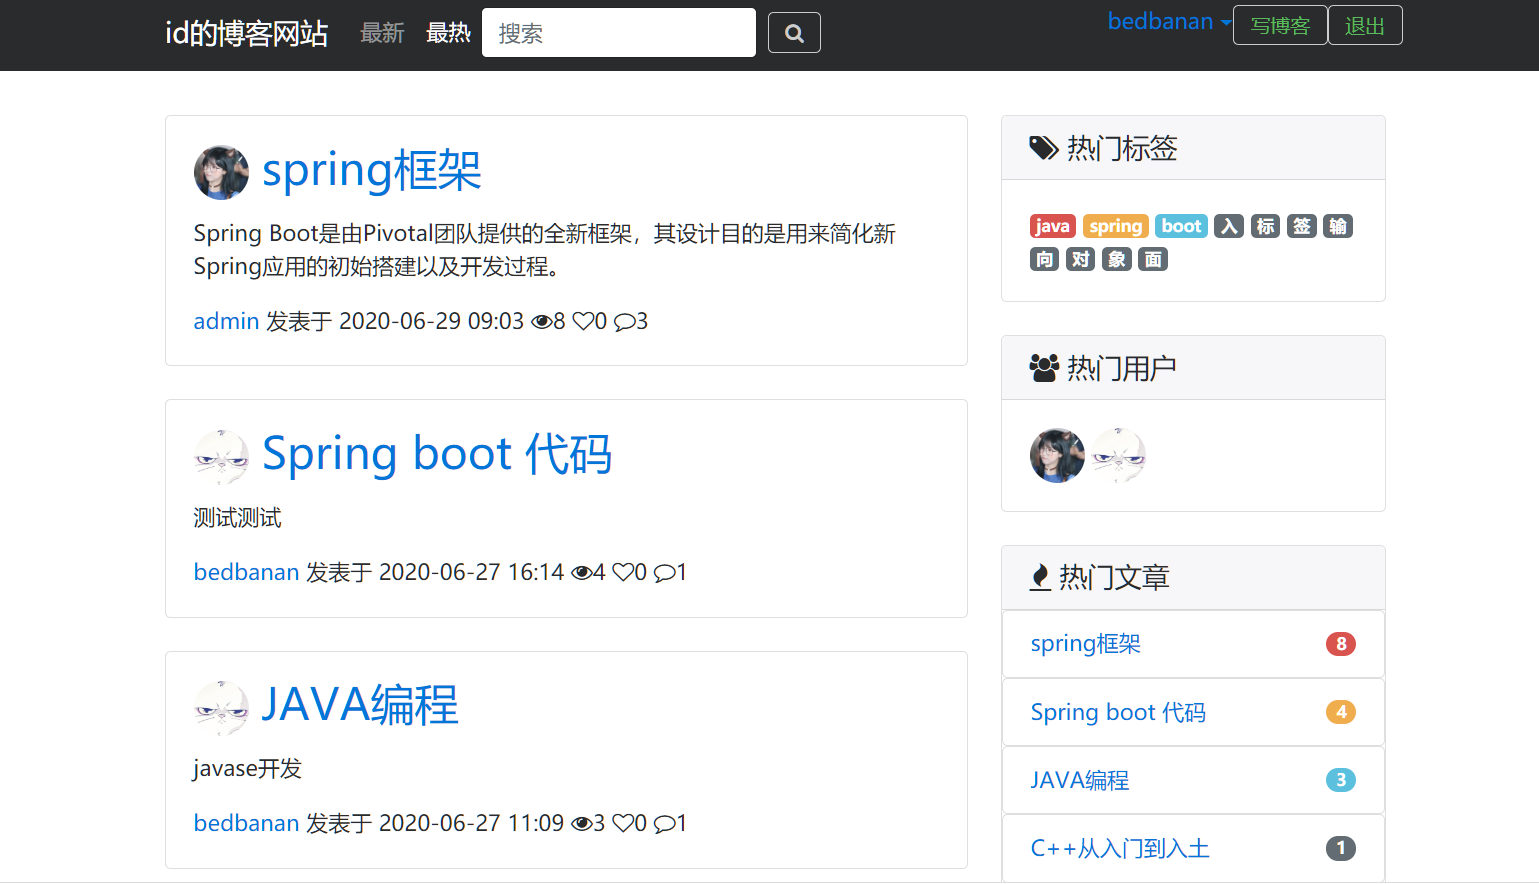 id的博客网站 最新 最热 搜索 bedbanan 写博客 退出
spring框架
Spring Boot是由Pivotal团队提供的全新框架，其设计目的是用来简化新
Spring应用的初始搭建以及开发过程。
admin 发表于 2020-06-29 09:03 8 0 3
Spring boot 代码
测试测试
bedbanan 发表于 2020-06-27 16:14 4 0 1
JAVA编程
javase开发
bedbanan 发表于 2020-06-27 11:09 3 0 1
热门标签
java spring boot 入 标 签 输
向 对 象 面
热门用户
热门文章
spring框架 8
Spring boot 代码 4
JAVA编程 3
C++从入门到入土 1